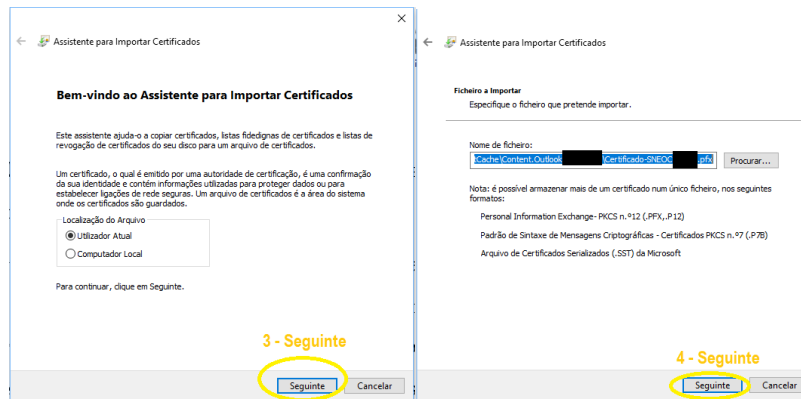 Assistente para Importar Certificados
Bem-vindo ao Assistente para Importar Certificados
Este assistente ajuda-o a copiar certificados, listas fidedignas de certificados e listas de
revogação de certificados do seu disco para um arquivo de certificados.
Um certificado, o qual é emitido por uma autoridade de certificação, é uma confirmação
da sua identidade e contém informações utilizadas para proteger dados ou para
estabelecer ligações de rede seguras. Um arquivo de certificados é a área do sistema
onde os certificados são guardados.
Localização do Arquivo
Utilizador Atual
Computador Local
Para continuar, clique em Seguinte.
3 - Seguinte
Seguinte
Cancelar
Assistente para Importar Certificados
Ficheiro a Importar
Especifique o ficheiro que pretende importar.
Nome de ficheiro:
tCache\Content.Outlook \Certificado-SNEOC .pfx
Procurar...
Nota: é possível armazenar mais de um certificado num único ficheiro, nos seguintes
formatos:
Personal Information Exchange- PKCS n.º12 (.PFX,.P12)
Padrão de Sintaxe de Mensagens Criptográficas - Certificados PKCS n.º7 (.P7B)
Arquivo de Certificados Serializados (.SST) da Microsoft
4 - Seguinte
Seguinte
Cancelar